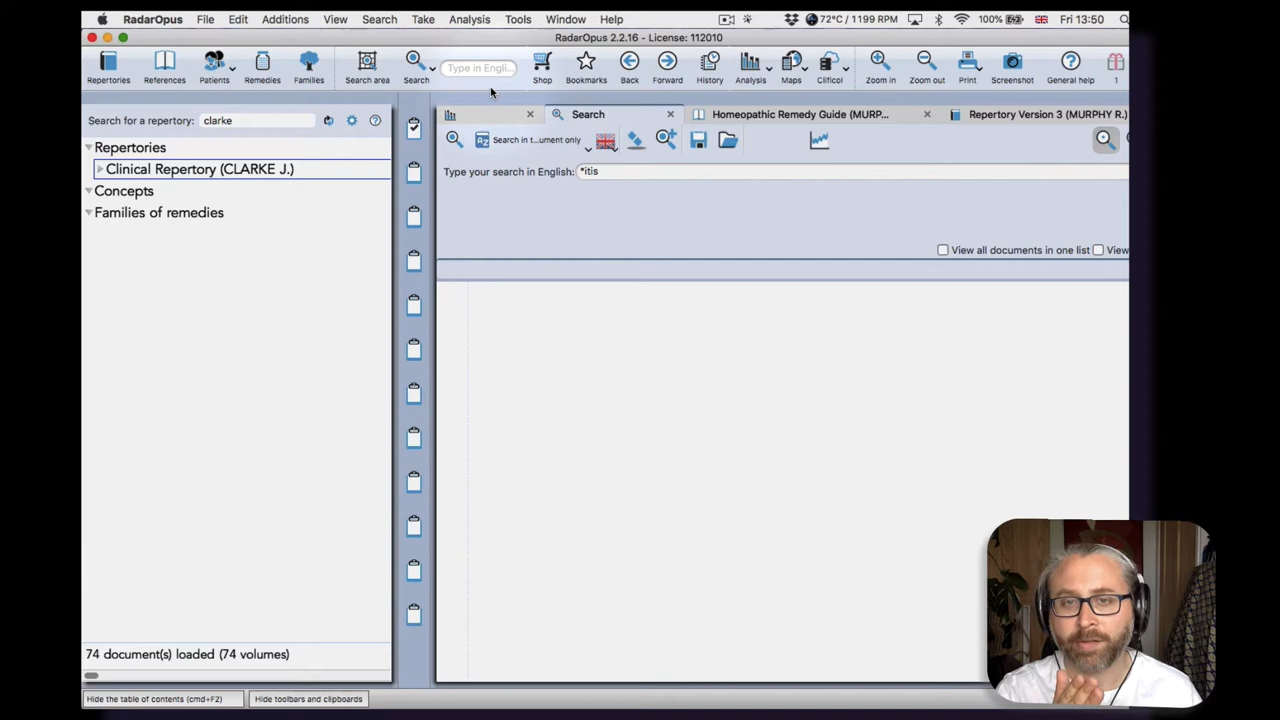 RadarOpus File Edit Additions View Search Take Analysis Tools Window Help 72°C / 1199 RPM 100% Fri 13:50
RadarOpus 2.2.16 - License: 112010
Repertories References Patients Remedies Families Search area Search Type in Engli... Shop Bookmarks Back Forward History Analysis Maps Clificol Zoom in Zoom out Print Screenshot General help 1
Search for a repertory: clarke
Repertories
Clinical Repertory (CLARKE J.)
Concepts
Families of remedies
74 document(s) loaded (74 volumes)
Hide the table of contents (cmd+F2) Hide toolbars and clipboards
Search Homeopathic Remedy Guide (MURP... Repertory Version 3 (MURPHY R.)
Search in t...ument only
Type your search in English: *itis
View all documents in one list View